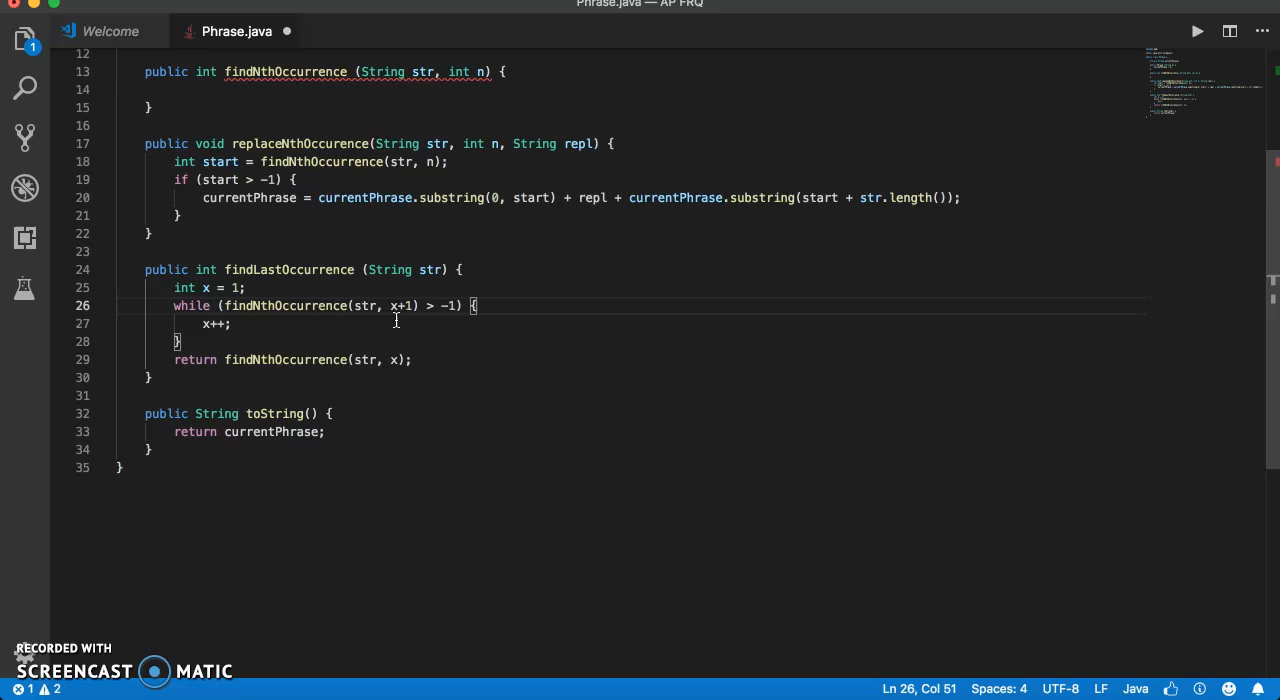 Phrase.java — AP FRQ
Welcome
Phrase.java
1
12
13 public int findNthOccurrence (String str, int n) {
14
15 }
16
17 public void replaceNthOccurence(String str, int n, String repl) {
18 int start = findNthOccurrence(str, n);
19 if (start > -1) {
20 currentPhrase = currentPhrase.substring(0, start) + repl + currentPhrase.substring(start + str.length());
21 }
22 }
23
24 public int findLastOccurrence (String str) {
25 int x = 1;
26 while (findNthOccurrence(str, x+1) > -1) {
27 x++;
28 }
29 return findNthOccurrence(str, x);
30 }
31
32 public String toString() {
33 return currentPhrase;
34 }
35 }
RECORDED WITH
SCREENCAST MATIC
1 2 Ln 26, Col 51 Spaces: 4 UTF-8 LF Java